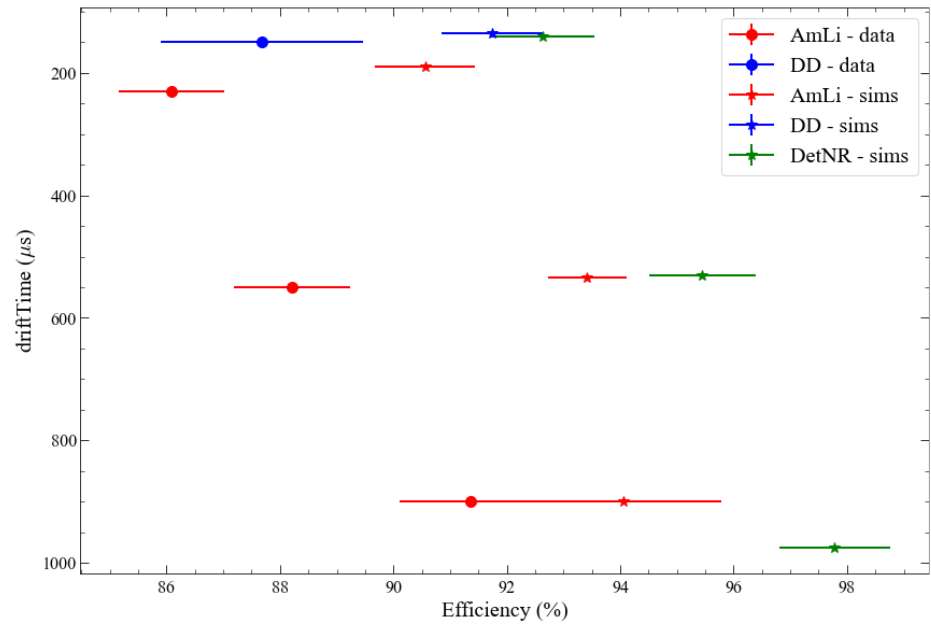 AmLi - data
DD - data
AmLi - sims
DD - sims
DetNR - sims
200
400
600
800
1000
driftTime (μs)
86 88 90 92 94 96 98
Efficiency (%)